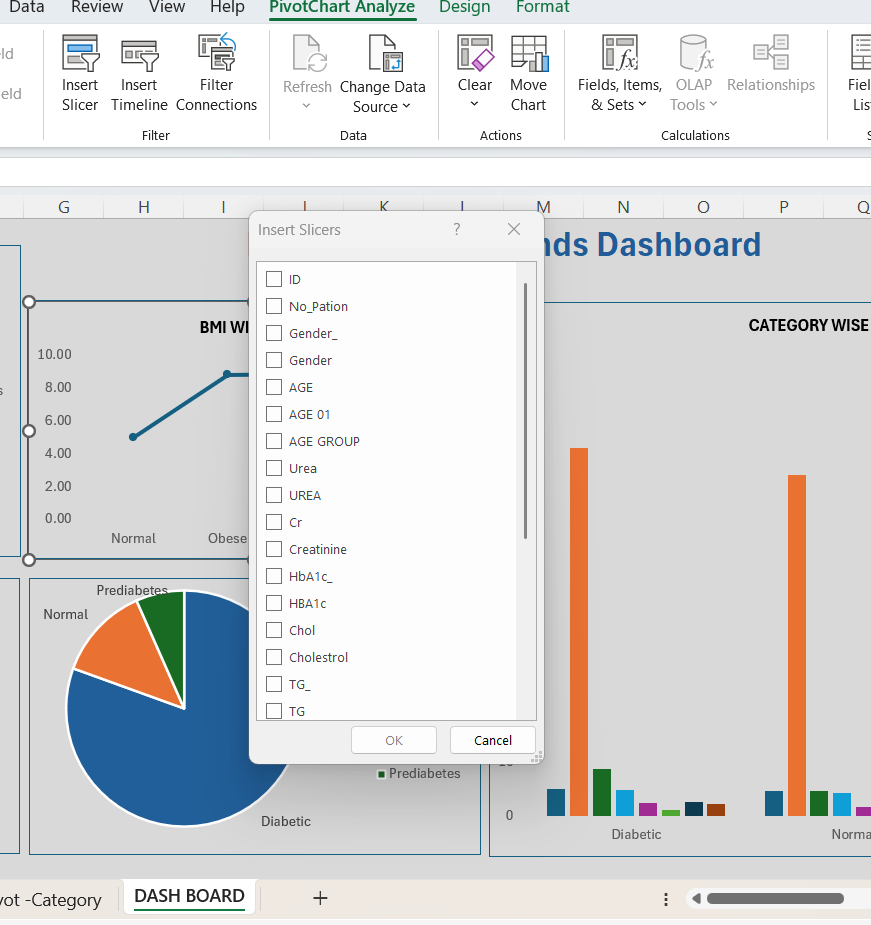 Data Review View Help PivotChart Analyze Design Format
Insert Slicer
Insert Timeline
Filter Connections
Filter
Refresh
Change Data Source
Data
Clear
Move Chart
Actions
Fields, Items, & Sets
OLAP Tools
Relationships
Calculations
G H I K M N O P
Insert Slicers ?
nds Dashboard
ID
No_Pation
Gender_
Gender
AGE
AGE 01
AGE GROUP
Urea
UREA
Cr
Creatinine
HbA1c_
HBA1c
Chol
Cholestrol
TG_
TG
OK Cancel
BMI WI
10.00
8.00
6.00
4.00
2.00
0.00
Normal Obese
CATEGORY WISE
Prediabetes
Normal
Prediabetes
Diabetic
0
Diabetic Norma
vot -Category DASH BOARD